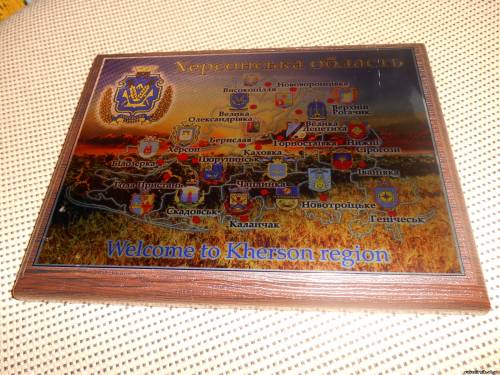 Херсонська область
Нововоронцовка
Високопілля
Верхній
Рогачик
Велика
Олександрівка
Велика
Лепетиха
Берислав
Горностаївка
Нижні
Сірогози
Херсон
Каховка
Білозерка
Цюрупинськ
Іванівка
Гола Пристань
Чаплинка
Новотроїцьке
Скадовськ
Генічеськ
Каланчак
Welcome to Kherson region